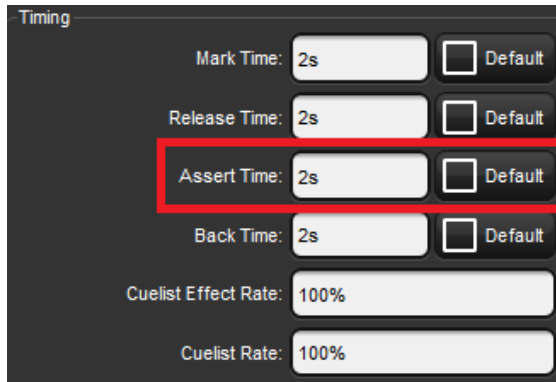 Timing
Mark Time: 2s Default
Release Time: 2s Default
Assert Time: 2s Default
Back Time: 2s Default
Cuelist Effect Rate: 100%
Cuelist Rate: 100%